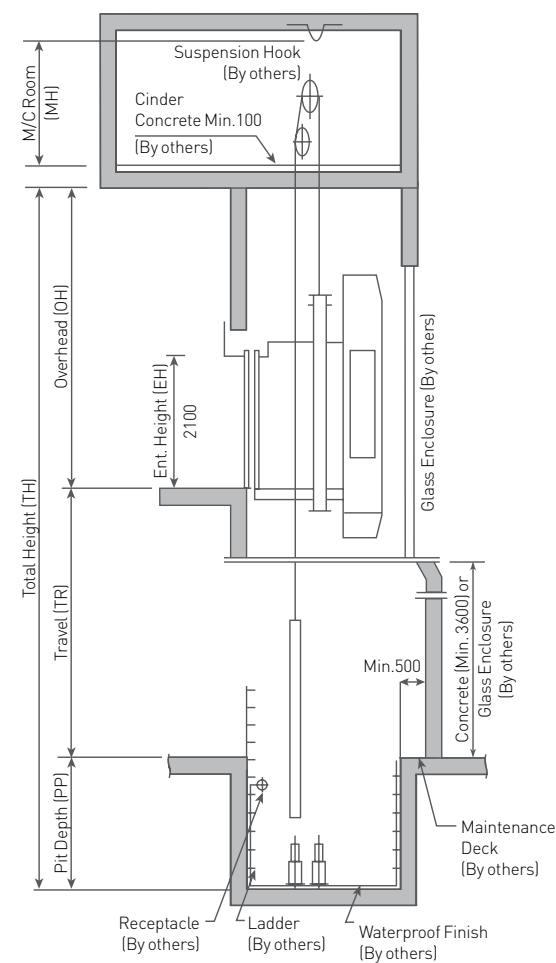 Suspension Hook
(By others)
Cinder
Concrete Min.100
(By others)
M/C Room
(MH)
Overhead (OH)
Ent. Height (EH)
2100
Glass Enclosure (By others)
Total Height (TH)
Travel (TR)
Concrete (Min. 3600) or
Glass Enclosure
(By others)
Min.500
Pit Depth (PP)
Maintenance
Deck
(By others)
Receptacle
(By others)
Ladder
(By others)
Waterproof Finish
(By others)